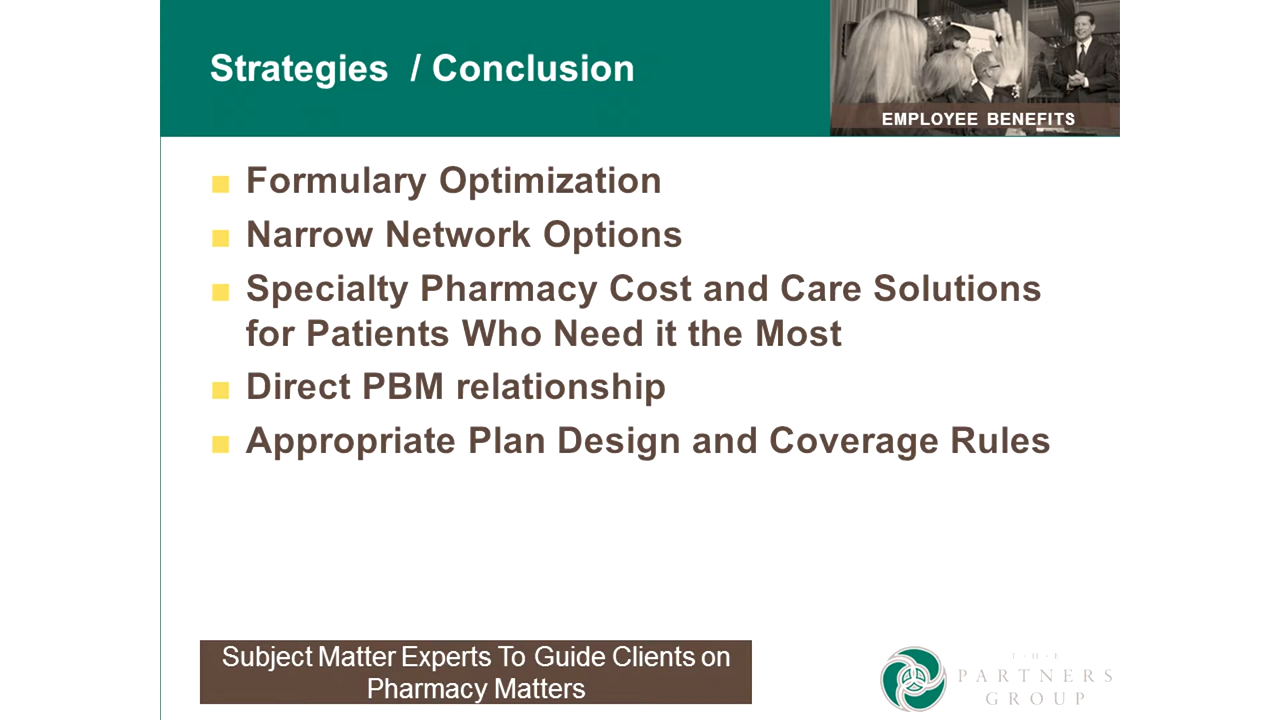 Strategies / Conclusion
EMPLOYEE BENEFITS
Formulary Optimization
Narrow Network Options
Specialty Pharmacy Cost and Care Solutions
for Patients Who Need it the Most
Direct PBM relationship
Appropriate Plan Design and Coverage Rules
Subject Matter Experts To Guide Clients on
Pharmacy Matters
THE
PARTNERS
GROUP